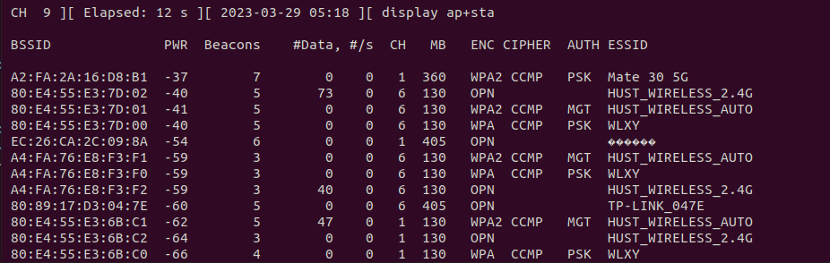 CH  9 ][ Elapsed: 12 s ][ 2023-03-29 05:18 ][ display ap+sta
BSSID              PWR  Beacons    #Data, #/s  CH   MB   ENC CIPHER  AUTH ESSID
A2:FA:2A:16:D8:B1  -37        7        0    0   1  360   WPA2 CCMP   PSK  Mate 30 5G
80:E4:55:E3:7D:02  -40        5       73    0   6  130   OPN              HUST_WIRELESS_2.4G
80:E4:55:E3:7D:01  -41        5        0    0   6  130   WPA2 CCMP   MGT  HUST_WIRELESS_AUTO
80:E4:55:E3:7D:00  -40        5        0    0   6  130   WPA  CCMP   PSK  WLXY
EC:26:CA:2C:09:8A  -54        6        0    0   1  405   OPN              ������
A4:FA:76:E8:F3:F1  -59        3        0    0   6  130   WPA2 CCMP   MGT  HUST_WIRELESS_AUTO
A4:FA:76:E8:F3:F0  -59        3        0    0   6  130   WPA  CCMP   PSK  WLXY
A4:FA:76:E8:F3:F2  -59        3       40    0   6  130   OPN              HUST_WIRELESS_2.4G
80:89:17:D3:04:7E  -60        5        0    0   6  405   OPN              TP-LINK_047E
80:E4:55:E3:6B:C1  -62        5       47    0   1  130   WPA2 CCMP   MGT  HUST_WIRELESS_AUTO
80:E4:55:E3:6B:C2  -64        3        0    0   1  130   OPN              HUST_WIRELESS_2.4G
80:E4:55:E3:6B:C0  -66        4        0    0   1  130   WPA  CCMP   PSK  WLXY